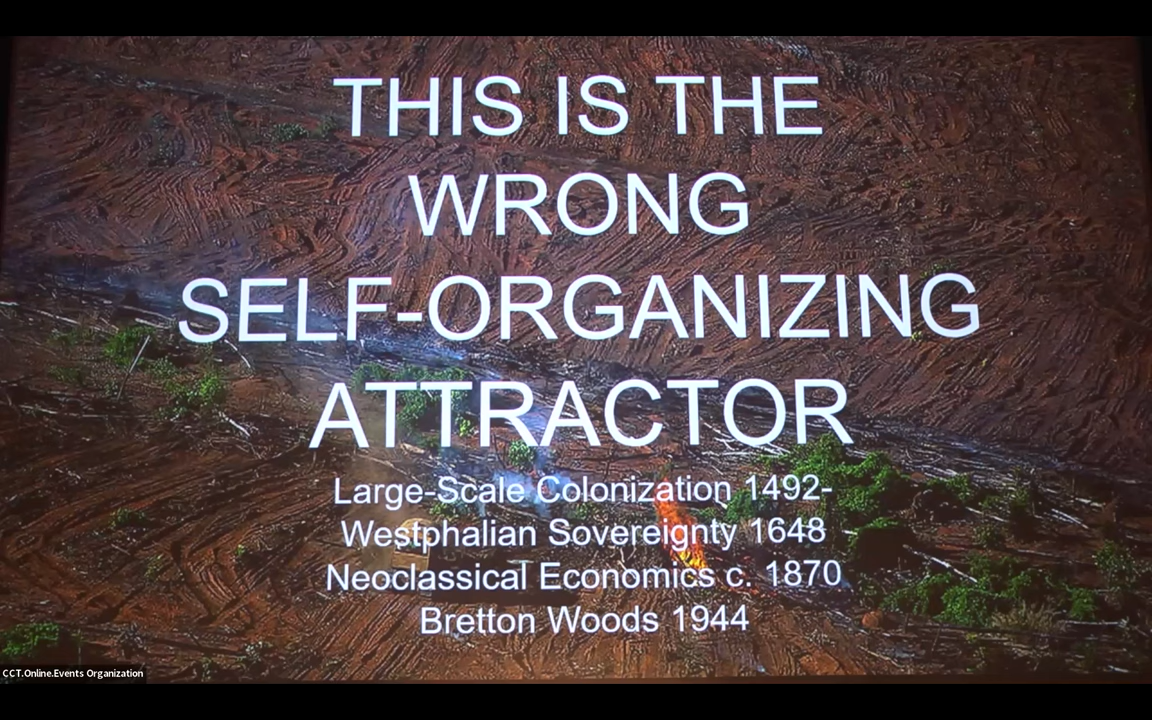 THIS IS THE
WRONG
SELF-ORGANIZING
ATTRACTOR
Large-Scale Colonization 1492-
Westphalian Sovereignty 1648
Neoclassical Economics c. 1870
Bretton Woods 1944
CCT.Online.Events Organization